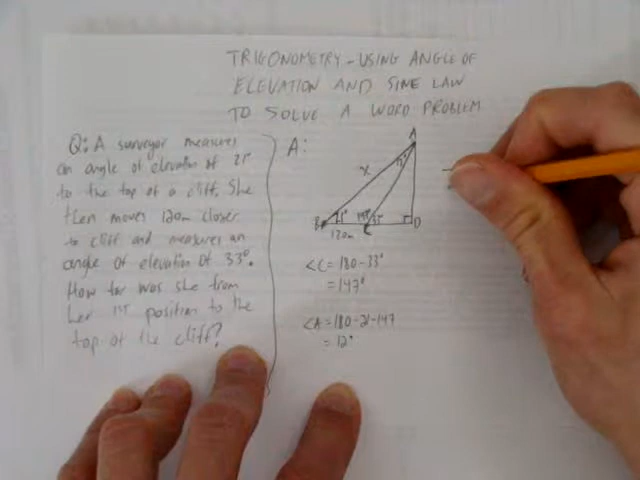 TRIGONOMETRY - USING ANGLE OF
ELEVATION AND SINE LAW
TO SOLVE A WORD PROBLEM
Q: A surveyor measures
an angle of elevation of 21°
to the top of a cliff. She
then moves 120m closer
to cliff and measures an
angle of elevation of 33°.
How far was she from
her 1ST position to the
top of the cliff?
A:
A
x
12°
B
21°
147°
33°
C
D
120m
<C = 180-33°
= 147°
<A = 180-21-147
= 12°